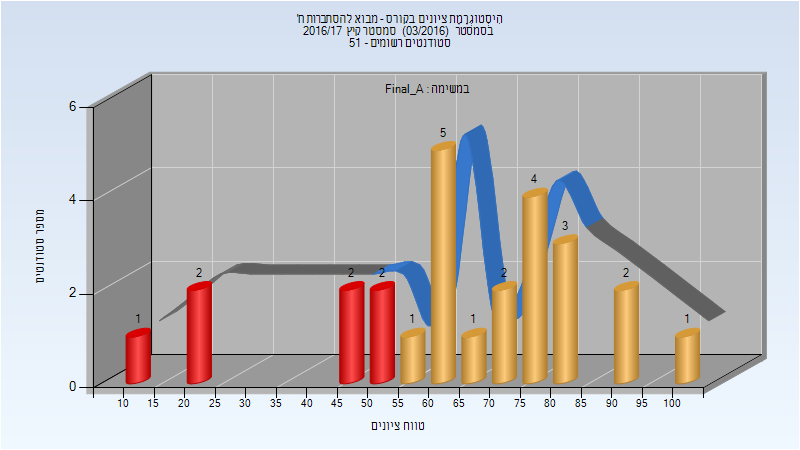 היסטוגרמת ציונים בקורס - מבוא להסתברות ח'
בסמסטר (03/2016) סמסטר קיץ 2016/17
סטודנטים רשומים - 51
במשימה : Final_A
מספר סטודנטים
6
4
2
0
1 2 2 2 1 5 1 2 4 3 2 1
10 15 20 25 30 35 40 45 50 55 60 65 70 75 80 85 90 95 100
טווח ציונים